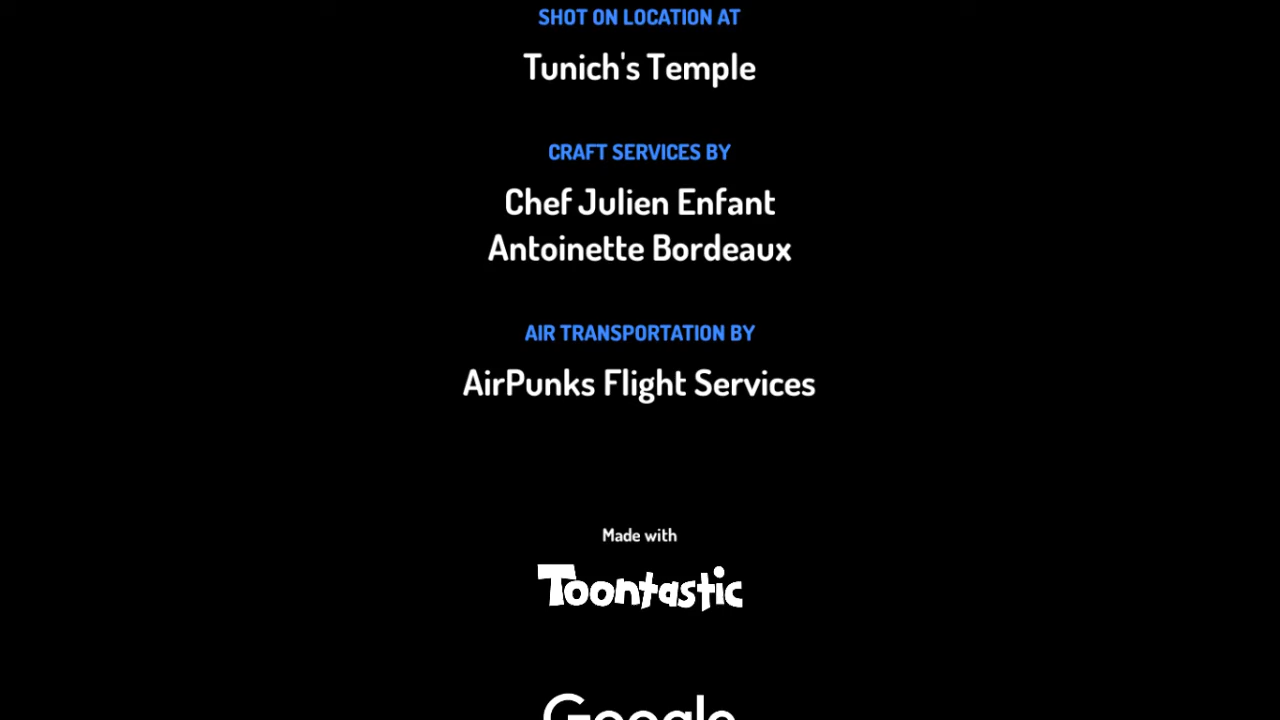 SHOT ON LOCATION AT
Tunich's Temple
CRAFT SERVICES BY
Chef Julien Enfant
Antoinette Bordeaux
AIR TRANSPORTATION BY
AirPunks Flight Services
Made with
Toontastic
Google